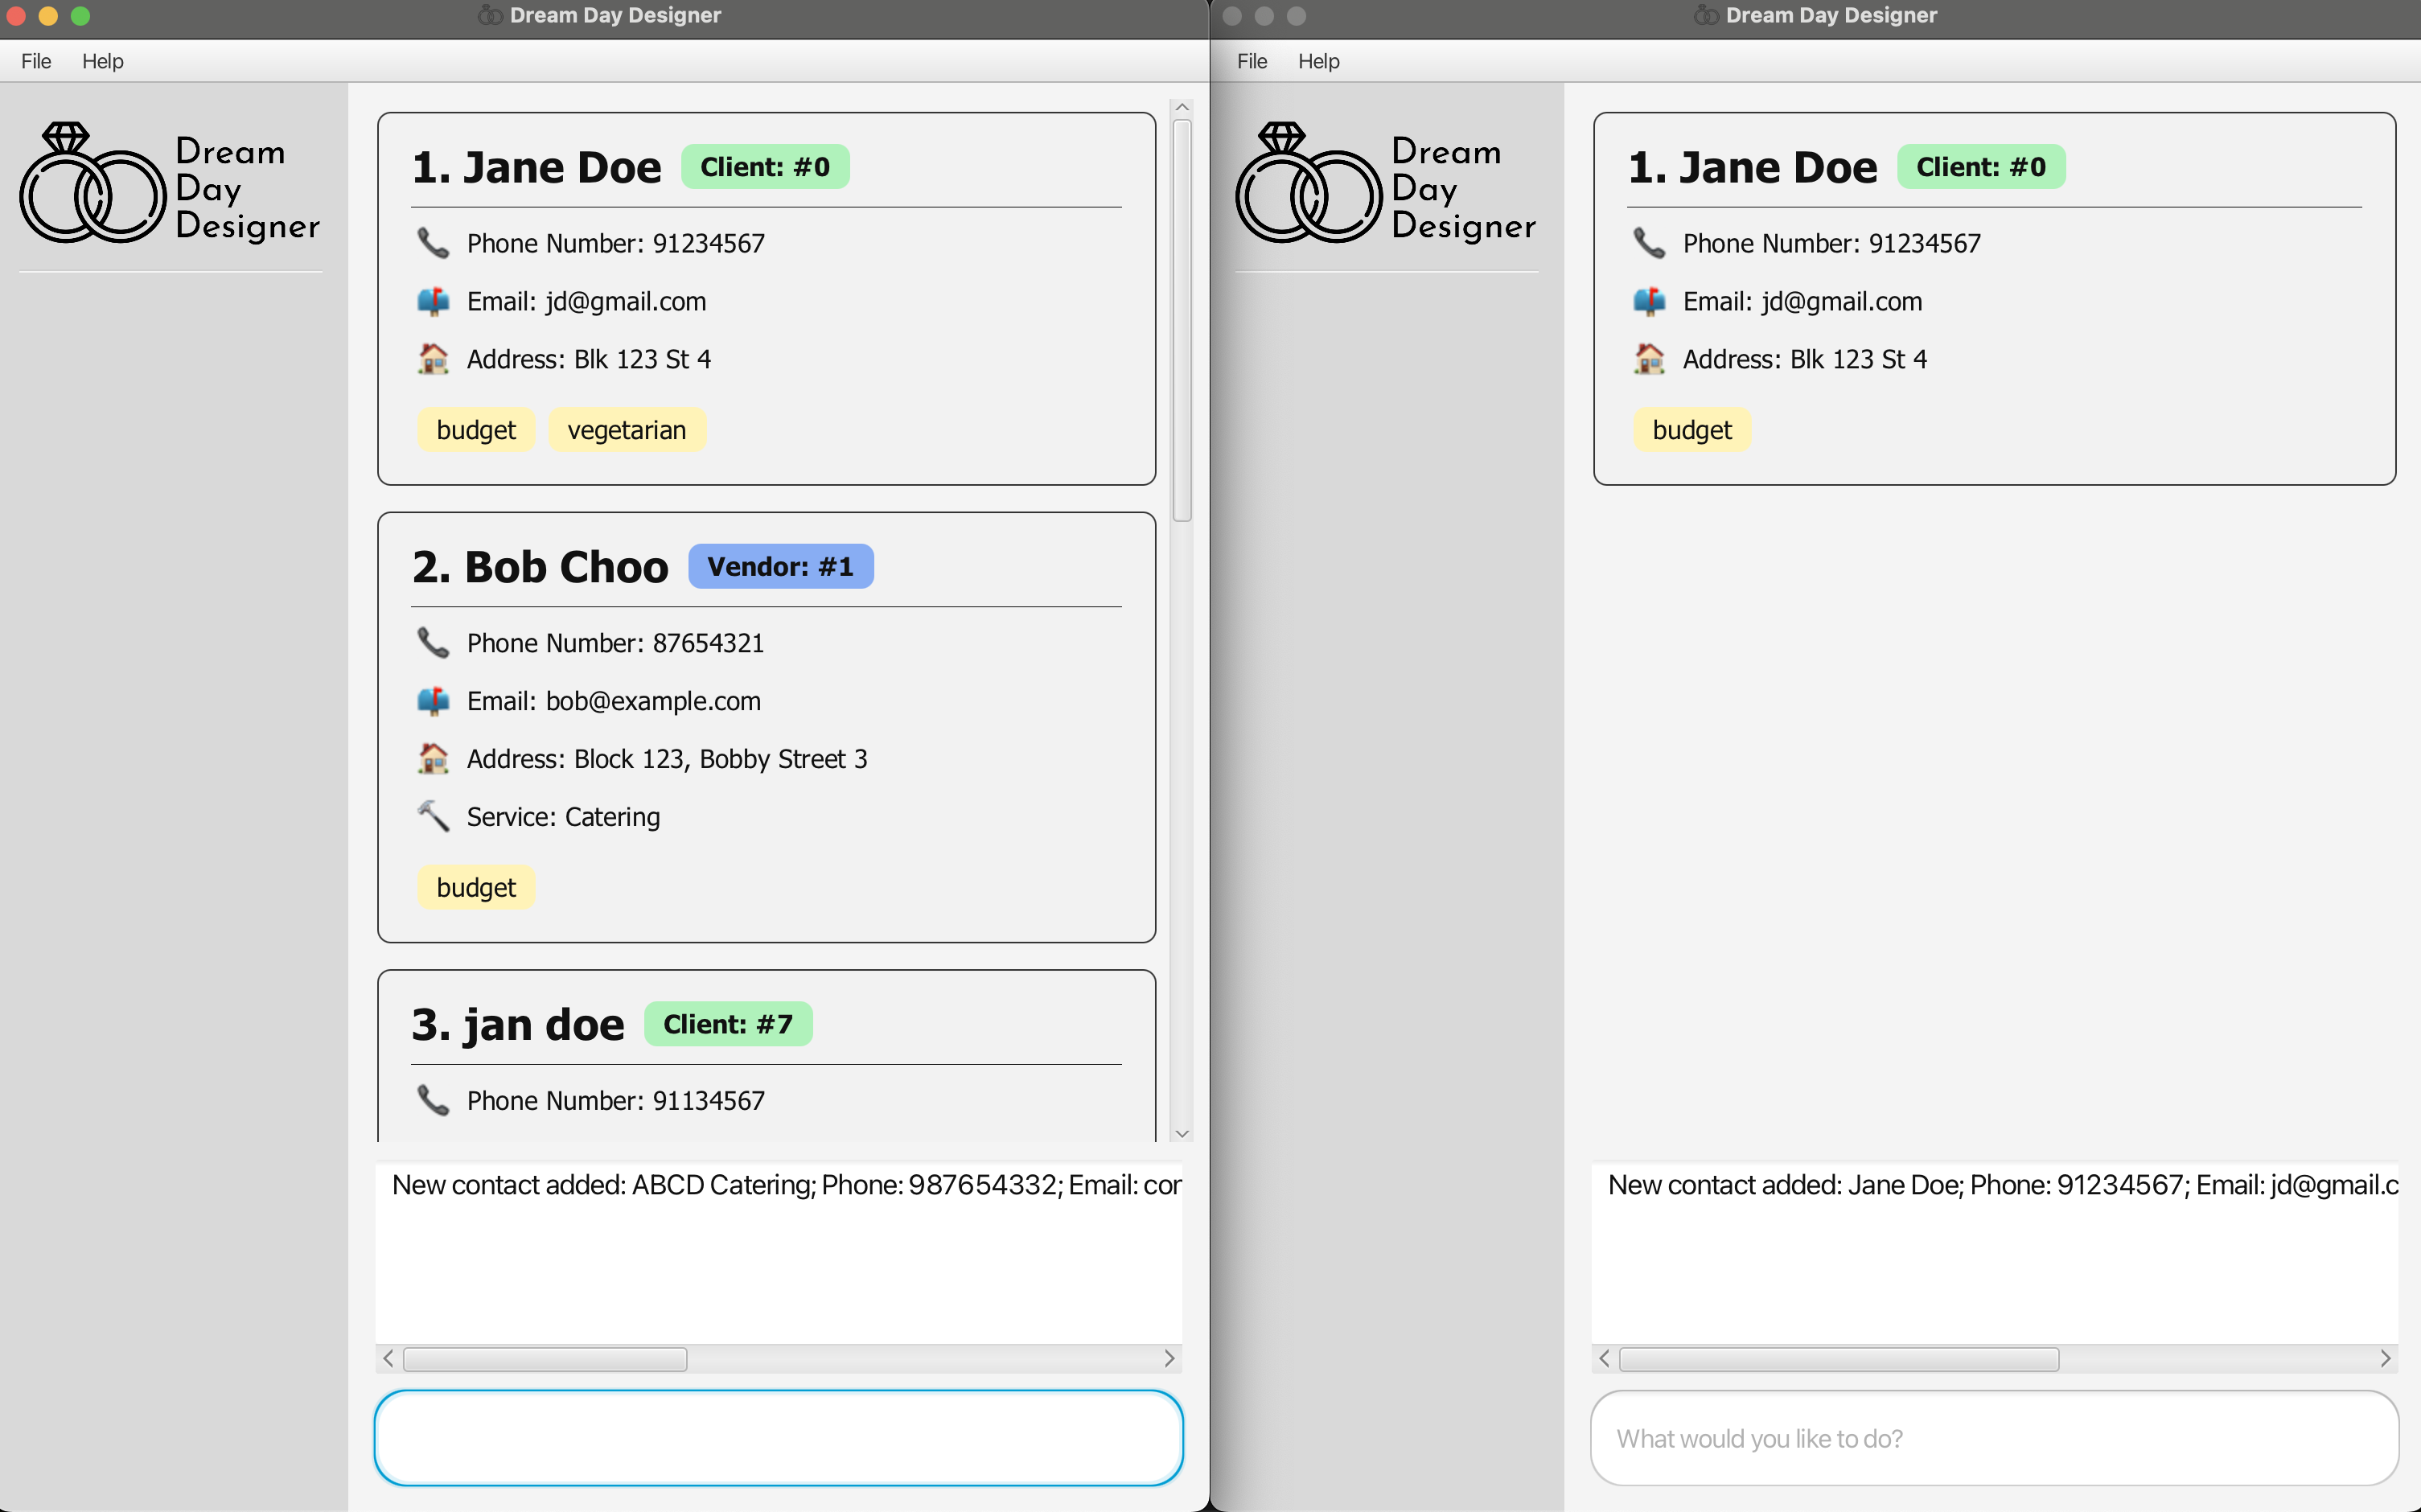 Dream Day Designer
File Help
Dream
Day
Designer
1. Jane Doe Client: #0
Phone Number: 91234567
Email: jd@gmail.com
Address: Blk 123 St 4
budget vegetarian
2. Bob Choo Vendor: #1
Phone Number: 87654321
Email: bob@example.com
Address: Block 123, Bobby Street 3
Service: Catering
budget
3. jan doe Client: #7
Phone Number: 91134567
New contact added: ABCD Catering; Phone: 987654332; Email: cor
Dream Day Designer
File Help
Dream
Day
Designer
1. Jane Doe Client: #0
Phone Number: 91234567
Email: jd@gmail.com
Address: Blk 123 St 4
budget
New contact added: Jane Doe; Phone: 91234567; Email: jd@gmail.c
What would you like to do?